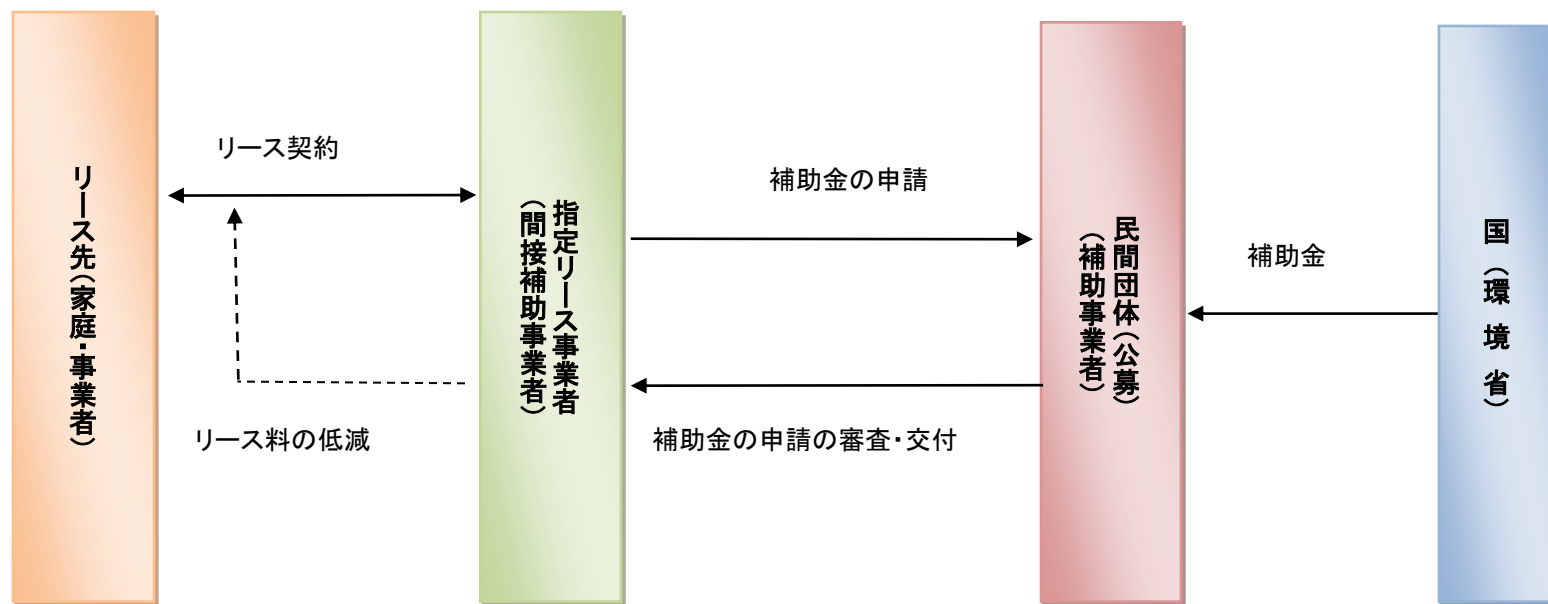 リース先（家庭・事業者）
リース契約
リース料の低減
指定リース事業者
（間接補助事業者）
補助金の申請
補助金の申請の審査・交付
民間団体（公募）
（補助事業者）
補助金
国（環境省）